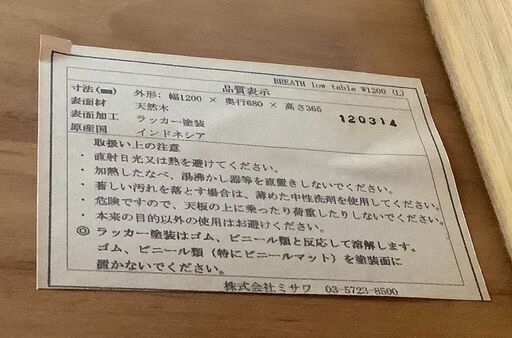 BREATH low table W1200 (L)
品質表示
寸法(㎜) 外形: 幅1200 × 奥行680 × 高さ365
表面材 天然木
表面加工 ラッカー塗装 120314
原産国 インドネシア
取扱い上の注意
・直射日光又は熱を避けてください。
・加熱したなべ、湯沸かし器等を直置きしないでください。
・著しい汚れを落とす場合は、薄めた中性洗剤を使用してください。
・危険ですので、天板の上に乗ったり荷重したりしないでください。
・本来の目的以外の使用はお避けください。
◎ ラッカー塗装はゴム、ビニール類と反応して溶解します。
ゴム、ビニール類（特にビニールマット）を塗装面に
置かないでください。
株式会社ミサワ 03-5723-8500